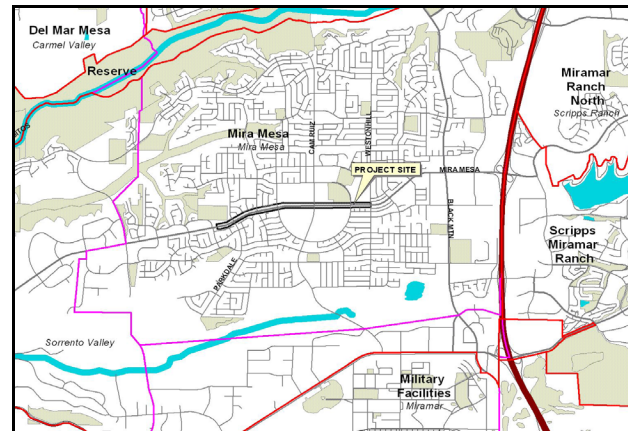 Del Mar Mesa
Carmel Valley
Reserve
Miramar
Ranch
North
Scripps Ranch
ITOS
Mira Mesa
Mira Mesa
CAM RUIZ
WESTONHILL
PROJECT SITE
MIRA MESA
BLACK MTN
Scripps
Miramar
Ranch
PARKDALE
Sorrento Valley
Military
Facilities
Miramar